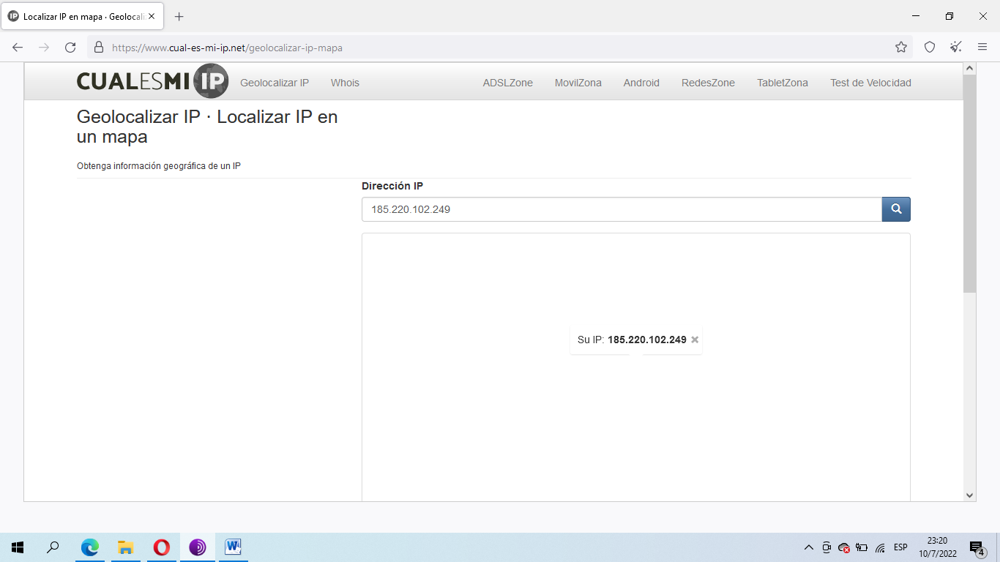 Localizar IP en mapa · Geolocali
https://www.cual-es-mi-ip.net/geolocalizar-ip-mapa
CUALESMI IP
Geolocalizar IP
Whois
ADSLZone
MovilZona
Android
RedesZone
TabletZona
Test de Velocidad
Geolocalizar IP · Localizar IP en
un mapa
Obtenga información geográfica de un IP
Dirección IP
185.220.102.249
Su IP: 185.220.102.249
ESP
23:20
10/7/2022
4